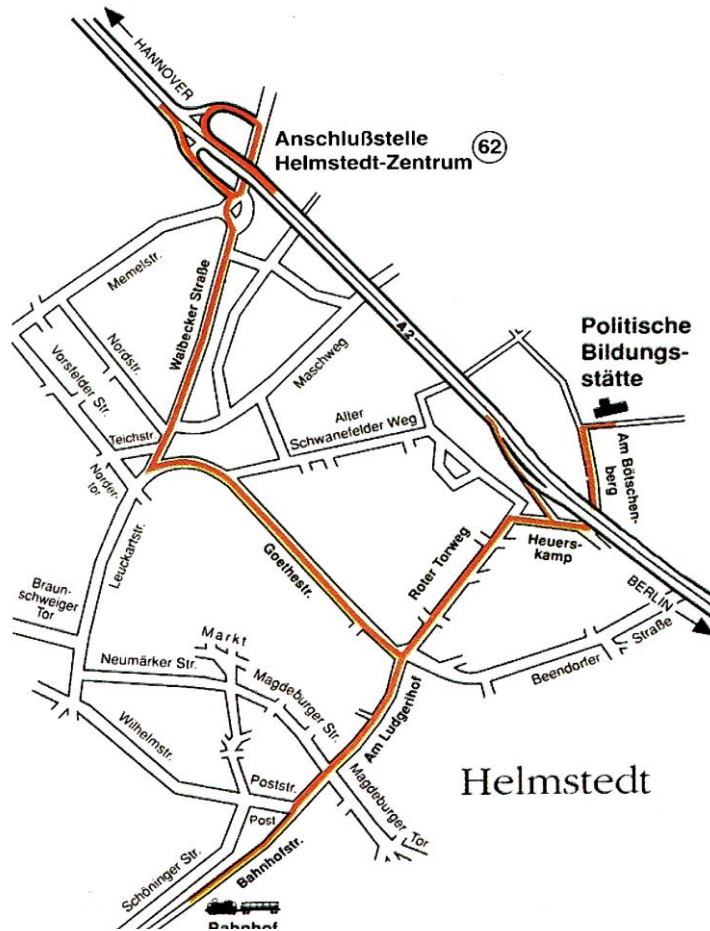 HANNOVER
Anschlußstelle
Helmstedt-Zentrum
62
Memelstr.
Walbecker Straße
A2
Nordstr.
Vorsfelder Str.
Maschweg
Politische
Bildungs-
stätte
Teichstr.
Alter
Schwanefelder Weg
Am Bötschen-
berg
Norder-
tor
Leuckartstr.
Goethestr.
Roter Torweg
Heuers-
kamp
Braun-
schweiger
Tor
BERLIN
Markt
Neumärker Str.
Magdeburger Str.
Beendorfer
Straße
Am Ludgerihof
Wilhelmstr.
Poststr.
Post
Magdeburger
Tor
Helmstedt
Schöninger Str.
Bahnhofstr.
Bahnhof